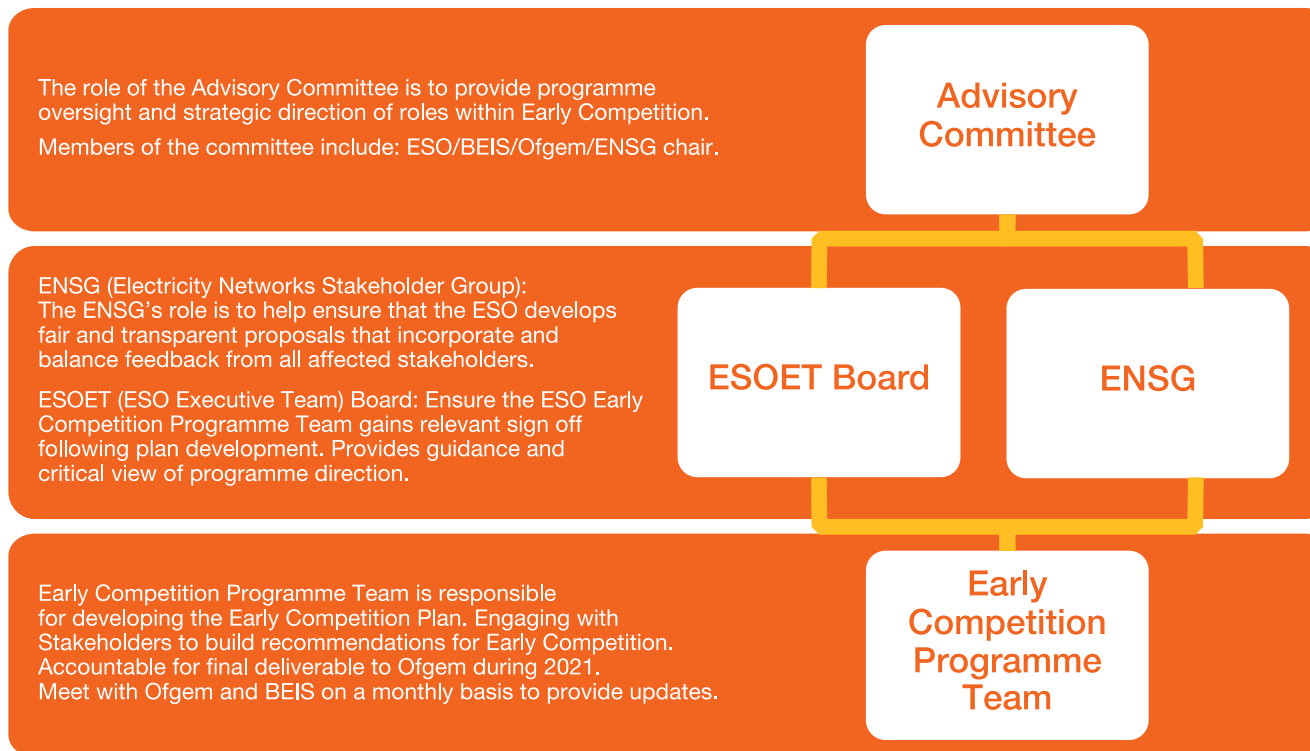 The role of the Advisory Committee is to provide programme
oversight and strategic direction of roles within Early Competition.
Members of the committee include: ESO/BEIS/Ofgem/ENSG chair.
Advisory
Committee
ENSG (Electricity Networks Stakeholder Group):
The ENSG’s role is to help ensure that the ESO develops
fair and transparent proposals that incorporate and
balance feedback from all affected stakeholders.
ESOET (ESO Executive Team) Board: Ensure the ESO Early
Competition Programme Team gains relevant sign off
following plan development. Provides guidance and
critical view of programme direction.
ESOET Board
ENSG
Early Competition Programme Team is responsible
for developing the Early Competition Plan. Engaging with
Stakeholders to build recommendations for Early Competition.
Accountable for final deliverable to Ofgem during 2021.
Meet with Ofgem and BEIS on a monthly basis to provide updates.
Early
Competition
Programme
Team